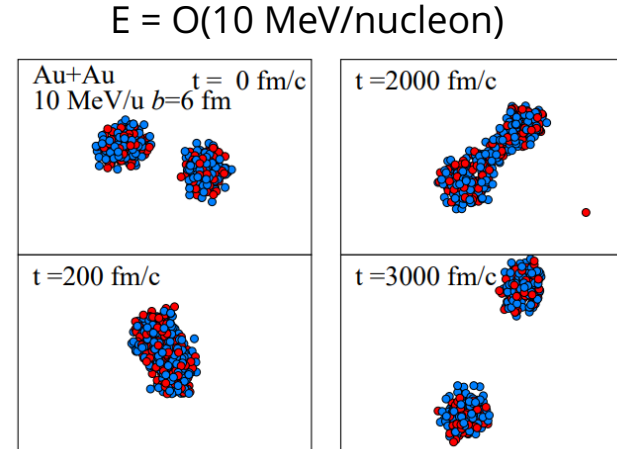 E = O(10 MeV/nucleon)
Au+Au t = 0 fm/c
10 MeV/u b=6 fm
t =200 fm/c
t =2000 fm/c
t =3000 fm/c